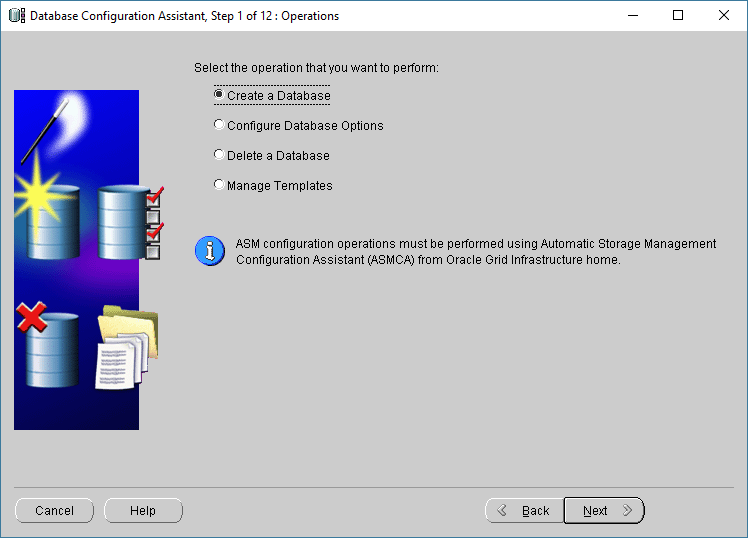 Database Configuration Assistant, Step 1 of 12 : Operations
Select the operation that you want to perform:
Create a Database
Configure Database Options
Delete a Database
Manage Templates
ASM configuration operations must be performed using Automatic Storage Management
Configuration Assistant (ASMCA) from Oracle Grid Infrastructure home.
Cancel Help Back Next